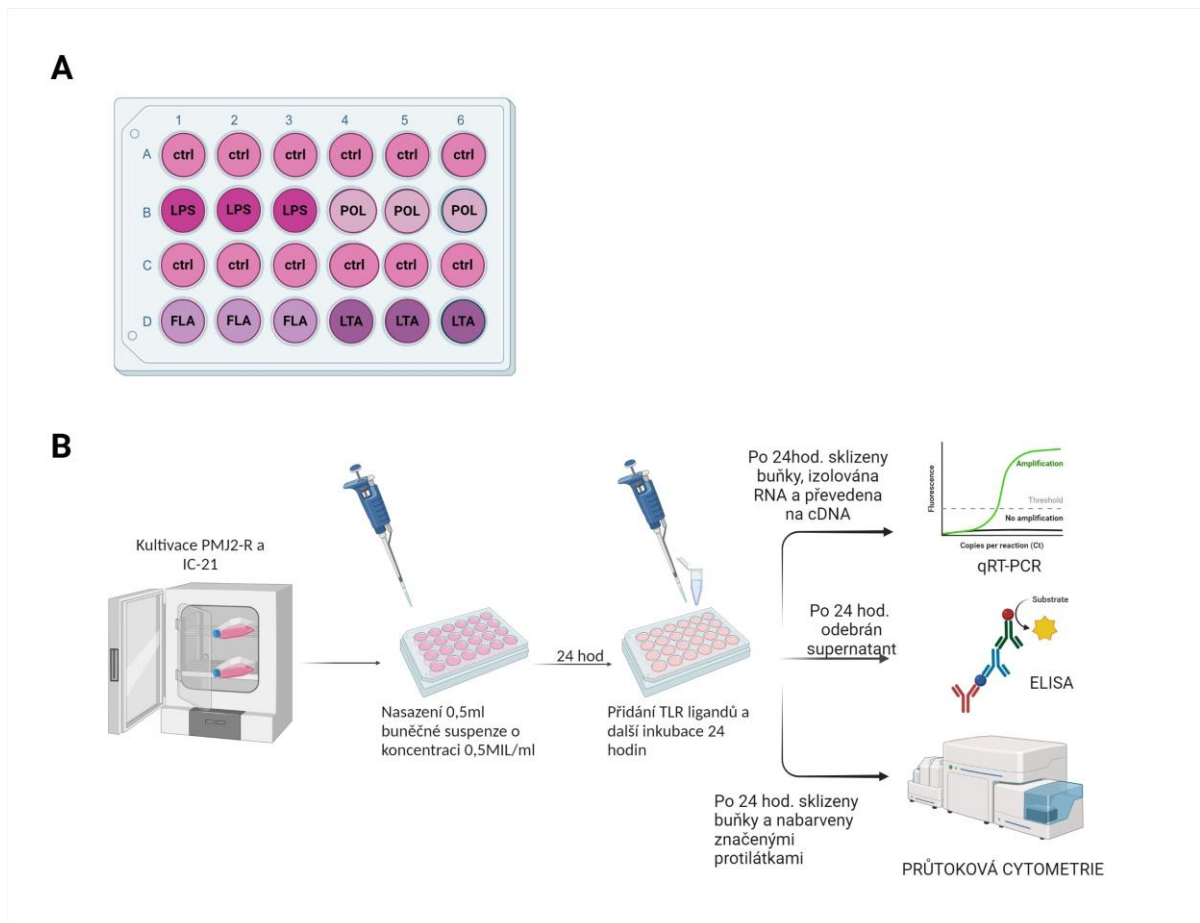 A
1 2 3 4 5 6
A ctrl ctrl ctrl ctrl ctrl ctrl
B LPS LPS LPS POL POL POL
C ctrl ctrl ctrl ctrl ctrl ctrl
D FLA FLA FLA LTA LTA LTA
B
Kultivace PMJ2-R a
IC-21
Nasazení 0,5ml
buněčné suspenze o
koncentraci 0,5MIL/ml
24 hod
Přidání TLR ligandů a
další inkubace 24
hodin
Po 24hod. sklizeny
buňky, izolována
RNA a převedena
na cDNA
Fluorescence
Amplification
Threshold
No amplification
Copies per reaction (Ct)
qRT-PCR
Po 24 hod.
odebrán
supernatant
Substrate
ELISA
Po 24 hod. sklizeny
buňky a nabarveny
značenými
protilátkami
PRŮTOKOVÁ CYTOMETRIE